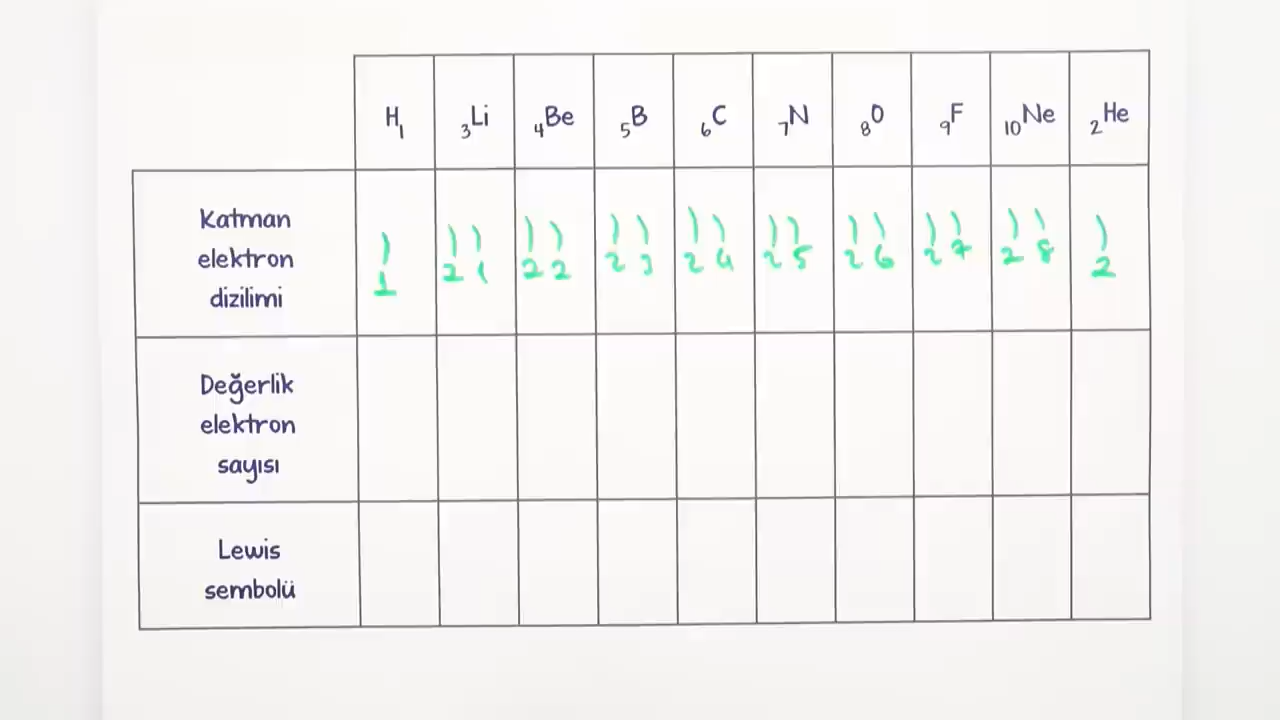 H₁ ₃Li ₄Be ₅B ₆C ₇N ₈O ₉F ₁₀Ne ₂He
Katman
elektron
dizilimi
) )) )) )) )) )) )) )) )) )
1 2 1 2 2 2 3 2 4 2 5 2 6 2 7 2 8 2
Değerlik
elektron
sayısı
Lewis
sembolü